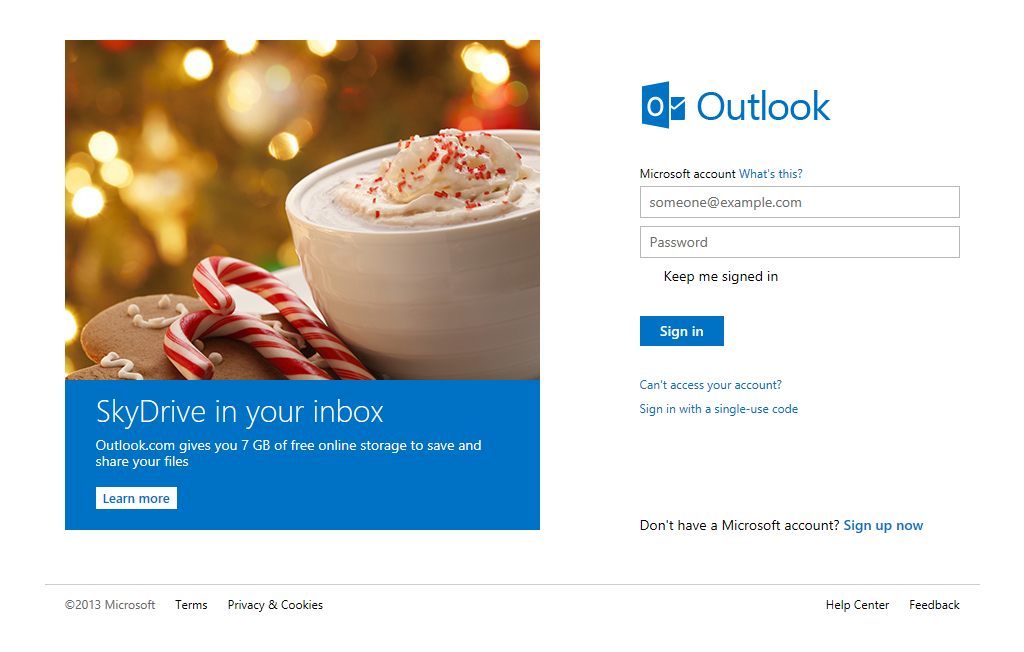 SkyDrive in your inbox
Outlook.com gives you 7 GB of free online storage to save and
share your files
Learn more
Outlook
Microsoft account What's this?
someone@example.com
Password
Keep me signed in
Sign in
Can't access your account?
Sign in with a single-use code
Don't have a Microsoft account? Sign up now
©2013 Microsoft Terms Privacy & Cookies Help Center Feedback